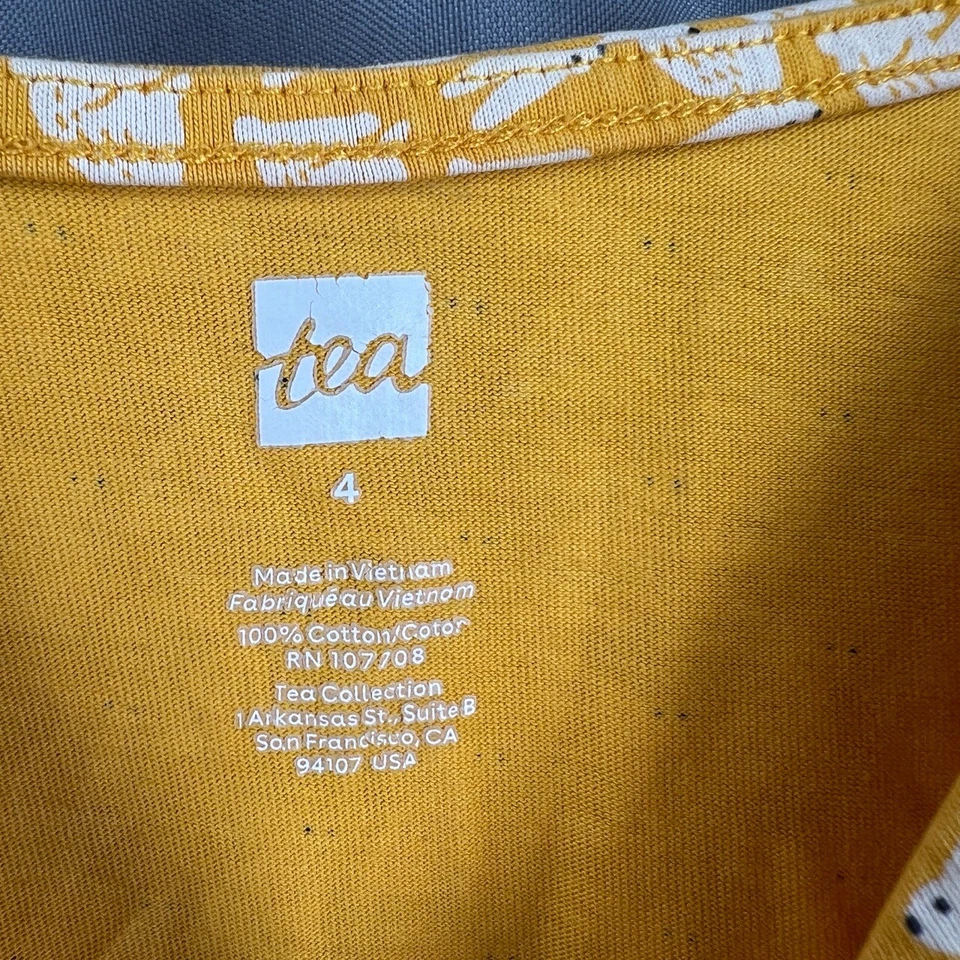 tea
4
Made in Vietnam
Fabriqué au Vietnam
100% Cotton/Coton
RN 107708
Tea Collection
1 Arkansas St., Suite B
San Francisco, CA
94107 USA